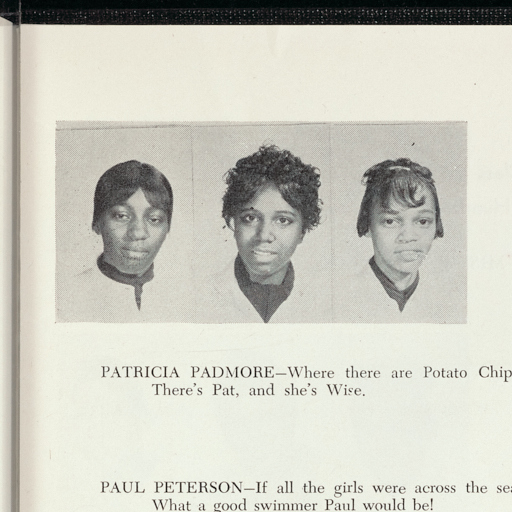 PATRICIA PADMORE—Where there are Potato Chip
There's Pat, and she's Wise.
PAUL PETERSON—If all the girls were across the sea
What a good swimmer Paul would be!